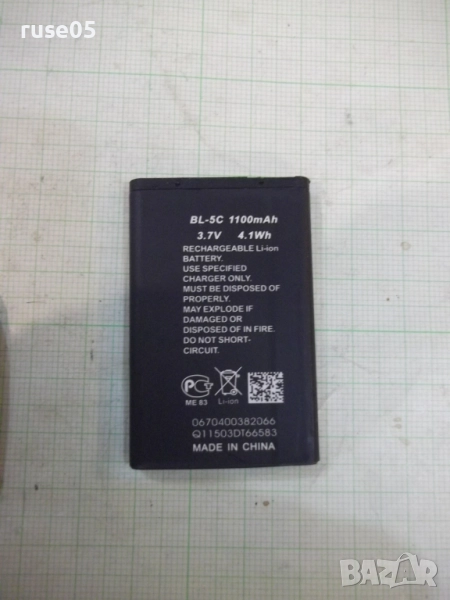 ruse05
BL-5C 1100mAh
3.7V 4.1Wh
RECHARGEABLE Li-ion
BATTERY.
USE SPECIFIED
CHARGER ONLY.
MUST BE DISPOSED OF
PROPERLY.
MAY EXPLODE IF
DAMAGED OR
DISPOSED OF IN FIRE.
DO NOT SHORT-
CIRCUIT.
ME 83 Li-ion
0670400382066
Q11503DT66583
MADE IN CHINA
BAZAR